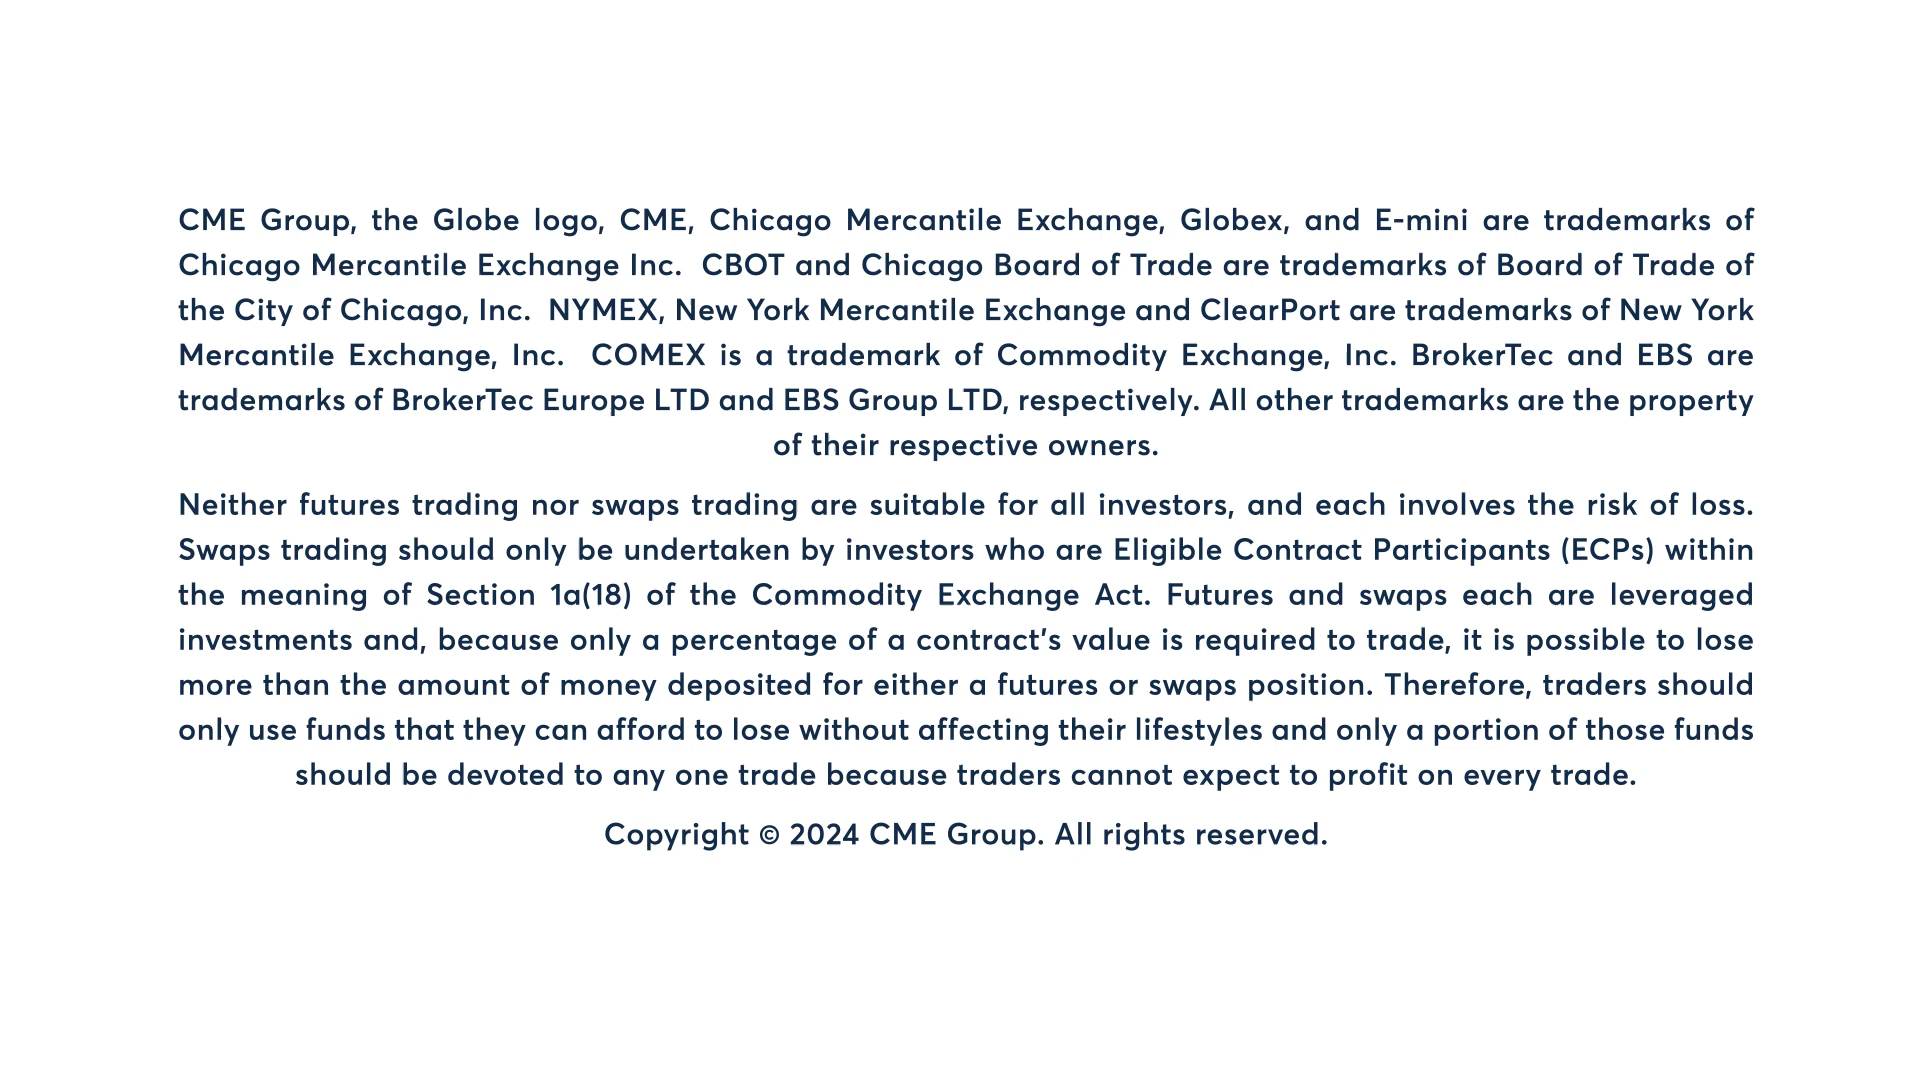 CME Group, the Globe logo, CME, Chicago Mercantile Exchange, Globex, and E-mini are trademarks of
Chicago Mercantile Exchange Inc.  CBOT and Chicago Board of Trade are trademarks of Board of Trade of
the City of Chicago, Inc.  NYMEX, New York Mercantile Exchange and ClearPort are trademarks of New York
Mercantile Exchange, Inc.  COMEX is a trademark of Commodity Exchange, Inc. BrokerTec and EBS are
trademarks of BrokerTec Europe LTD and EBS Group LTD, respectively. All other trademarks are the property
of their respective owners.
Neither futures trading nor swaps trading are suitable for all investors, and each involves the risk of loss.
Swaps trading should only be undertaken by investors who are Eligible Contract Participants (ECPs) within
the meaning of Section 1a(18) of the Commodity Exchange Act. Futures and swaps each are leveraged
investments and, because only a percentage of a contract's value is required to trade, it is possible to lose
more than the amount of money deposited for either a futures or swaps position. Therefore, traders should
only use funds that they can afford to lose without affecting their lifestyles and only a portion of those funds
should be devoted to any one trade because traders cannot expect to profit on every trade.
Copyright © 2024 CME Group. All rights reserved.